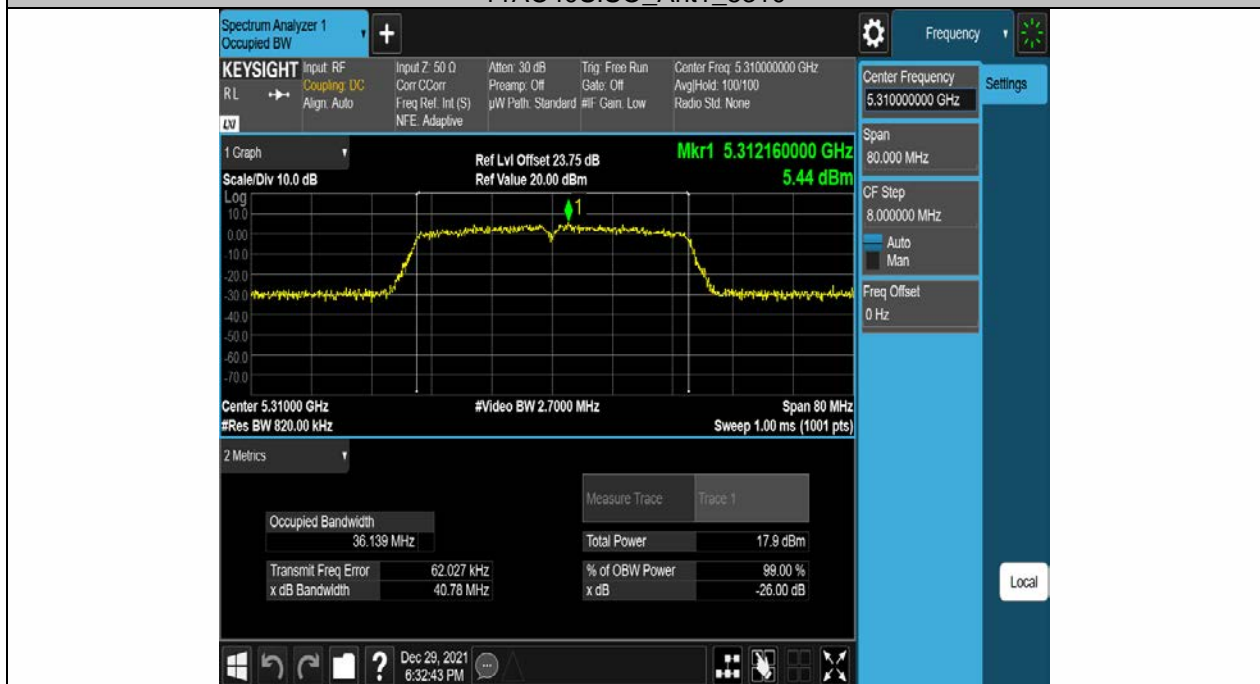 Spectrum Analyzer 1
Occupied BW
+
Frequency
KEYSIGHT
RL
LXI
Input: RF
Coupling: DC
Align: Auto
Input Z: 50 Ω
Corr CCorr
Freq Ref: Int (S)
NFE: Adaptive
Atten: 30 dB
Preamp: Off
µW Path: Standard
Trig: Free Run
Gate: Off
#IF Gain: Low
Center Freq: 5.310000000 GHz
Avg|Hold: 100/100
Radio Std: None
Center Frequency
5.310000000 GHz
Settings
Span
80.000 MHz
CF Step
8.000000 MHz
Auto
Man
Freq Offset
0 Hz
1 Graph
Scale/Div 10.0 dB
Ref Lvl Offset 23.75 dB
Ref Value 20.00 dBm
Mkr1 5.312160000 GHz
5.44 dBm
Log
10.0
0.00
-10.0
-20.0
-30.0
-40.0
-50.0
-60.0
-70.0
1
Center 5.31000 GHz
#Video BW 2.7000 MHz
Span 80 MHz
#Res BW 820.00 kHz
Sweep 1.00 ms (1001 pts)
2 Metrics
Measure Trace Trace 1
Occupied Bandwidth
36.139 MHz
Total Power 17.9 dBm
Transmit Freq Error 62.027 kHz
% of OBW Power 99.00 %
x dB Bandwidth 40.78 MHz
x dB -26.00 dB
Local
?
Dec 29, 2021
6:32:43 PM